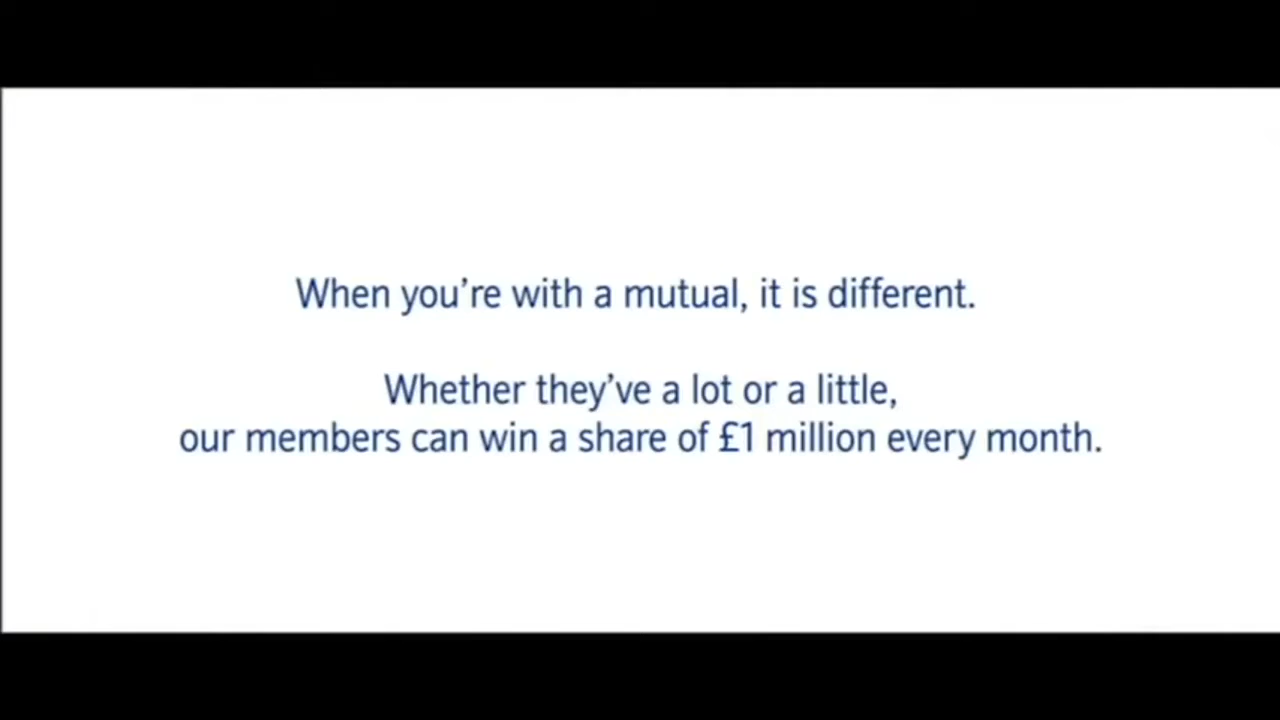 When you’re with a mutual, it is different.
Whether they’ve a lot or a little,
our members can win a share of £1 million every month.